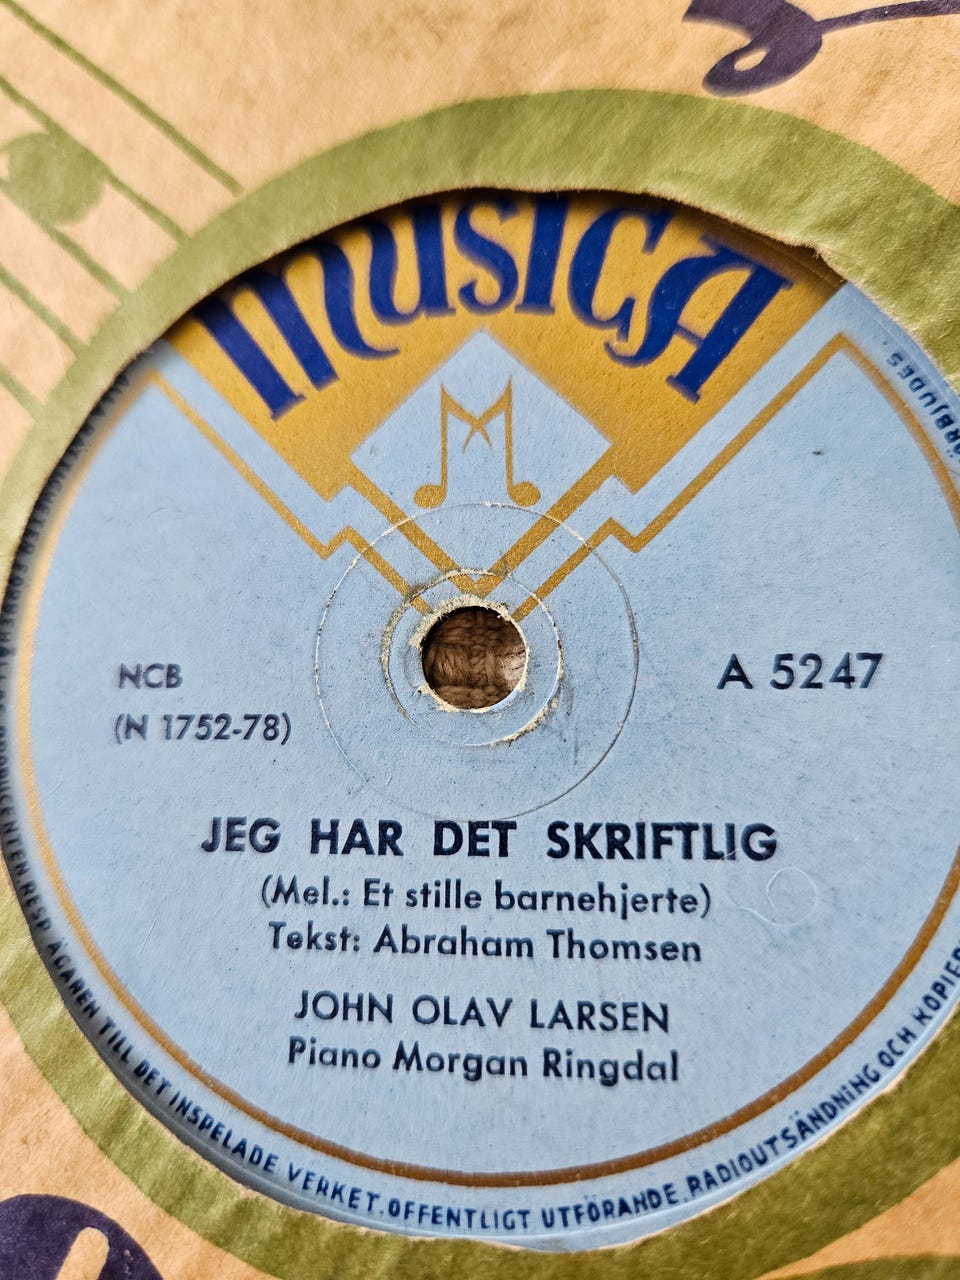 MUSICA
NCB
(N 1752-78)
A 5247
JEG HAR DET SKRIFTLIG
(Mel.: Et stille barnehjerte)
Tekst: Abraham Thomsen
JOHN OLAV LARSEN
Piano Morgan Ringdal
RESP ÄGAREN TILL DET INSPELADE VERKET. OFFENTLIGT UTFÖRANDE. RADIOUTSÄNDNING OCH